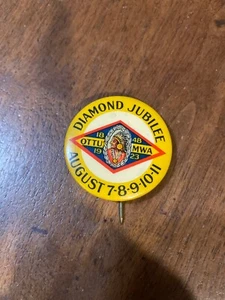 DIAMOND JUBILEE
18 48
OTTU MWA
19 23
AUGUST 7-8-9-10-11